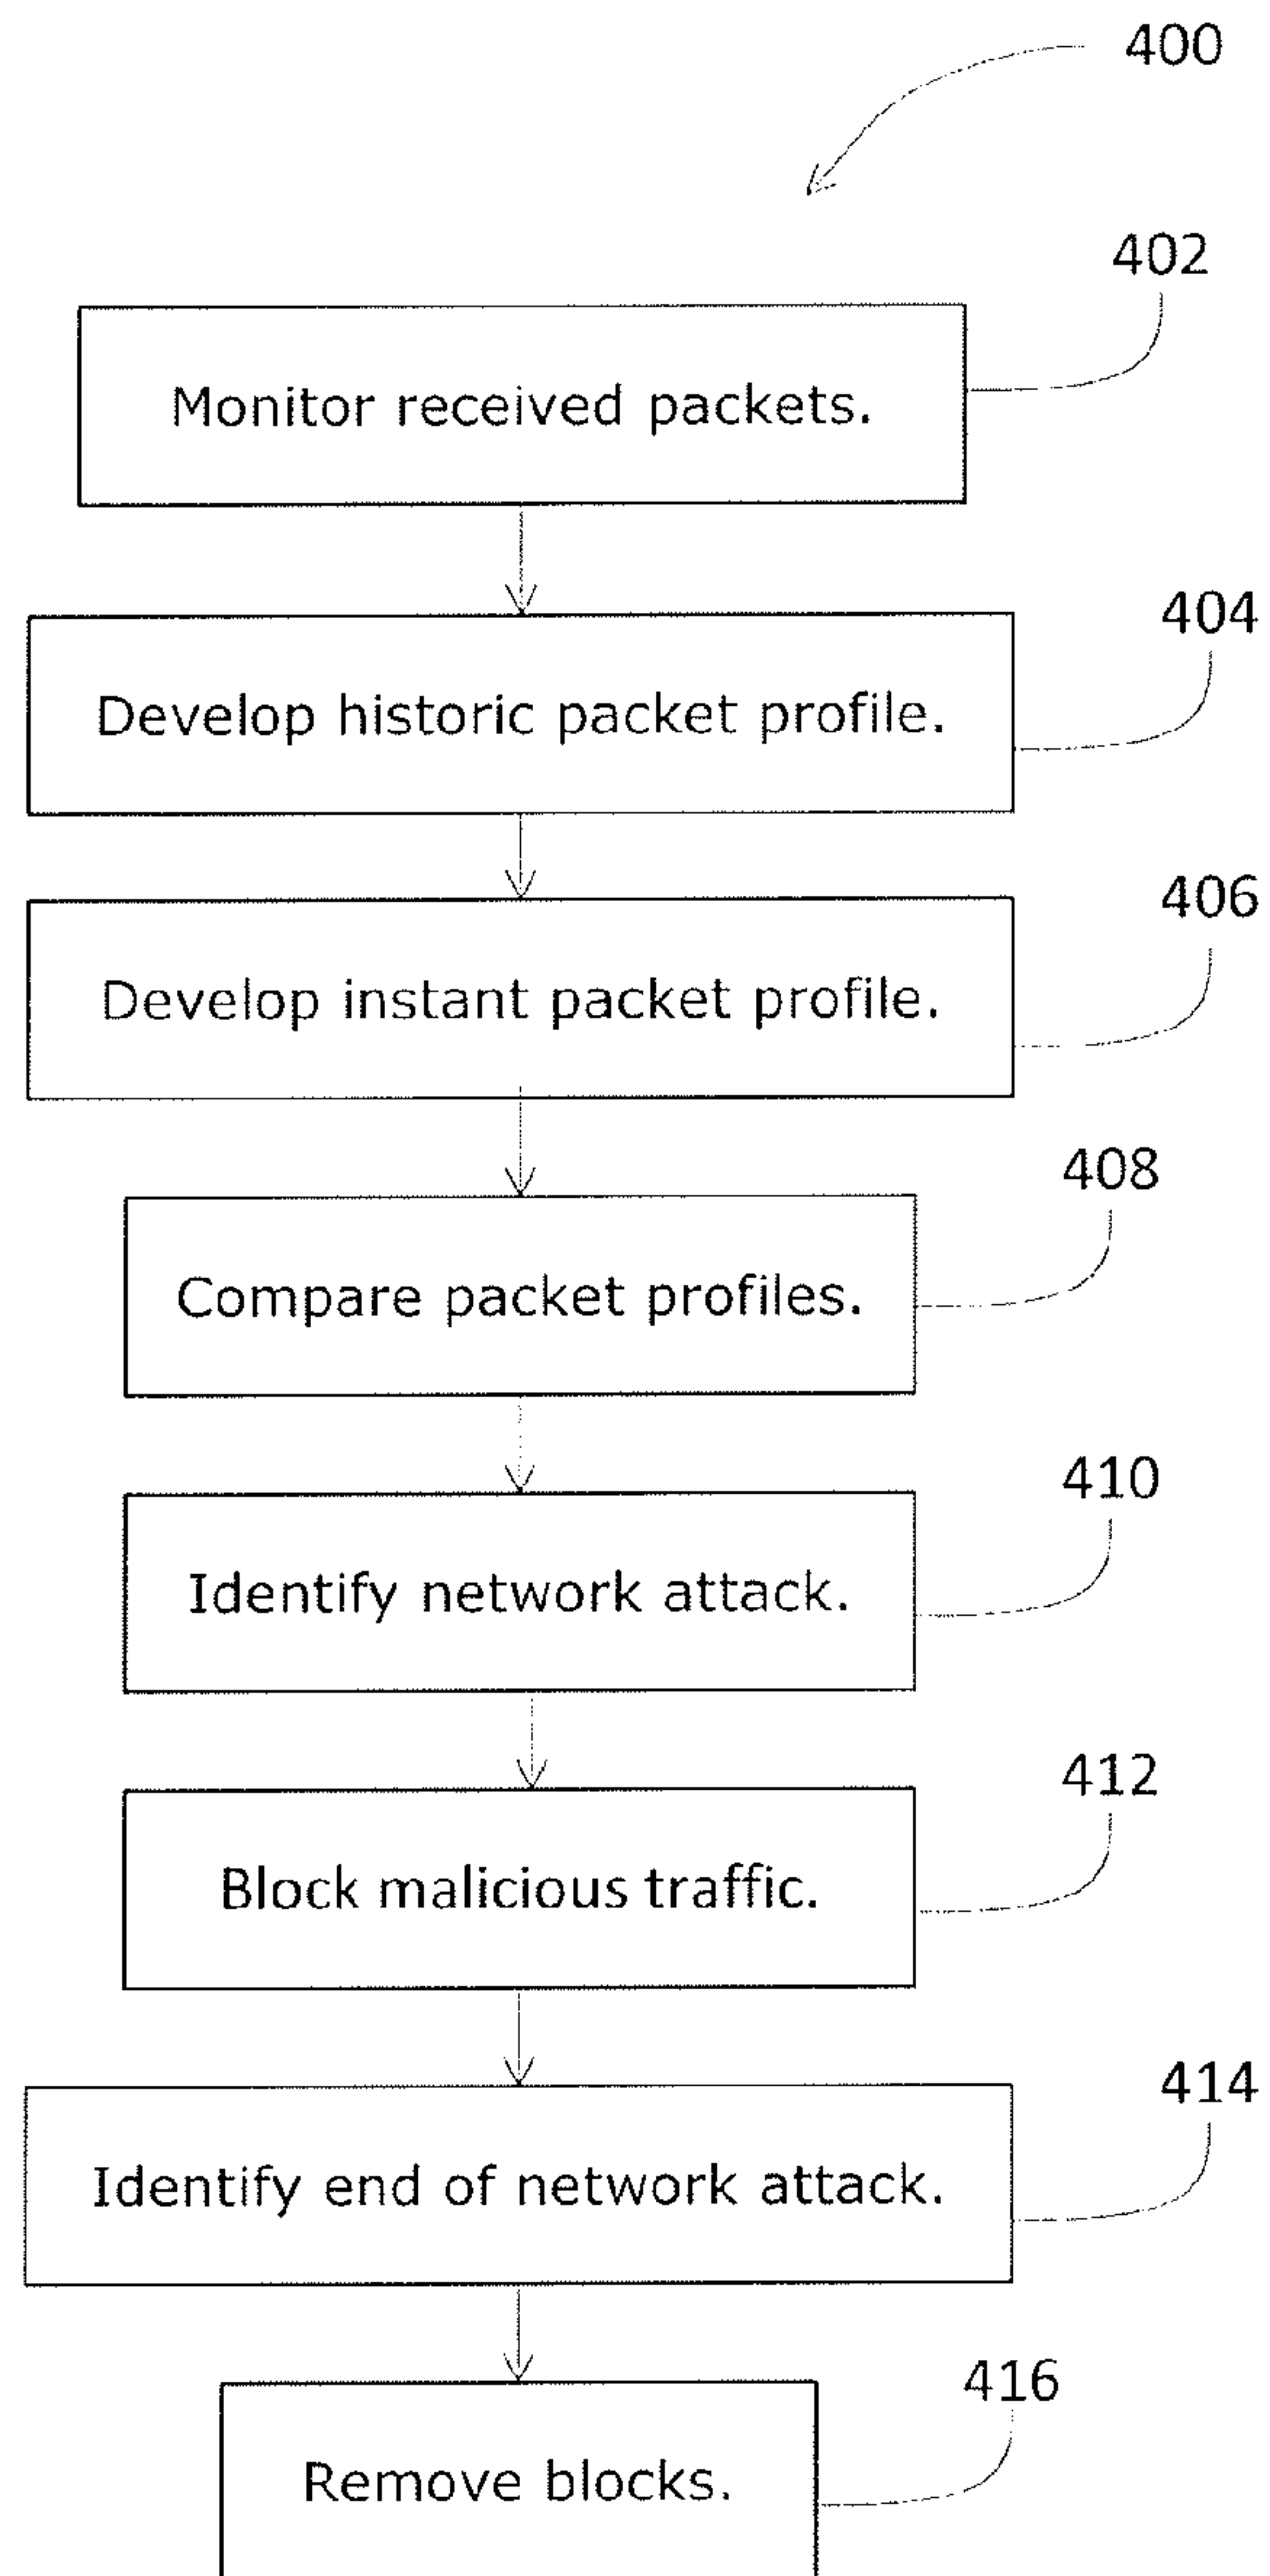 400
402
Monitor received packets.
404
Develop historic packet profile.
406
Develop instant packet profile.
408
Compare packet profiles.
410
Identify network attack.
412
Block malicious traffic.
414
Identify end of network attack.
416
Remove blocks.